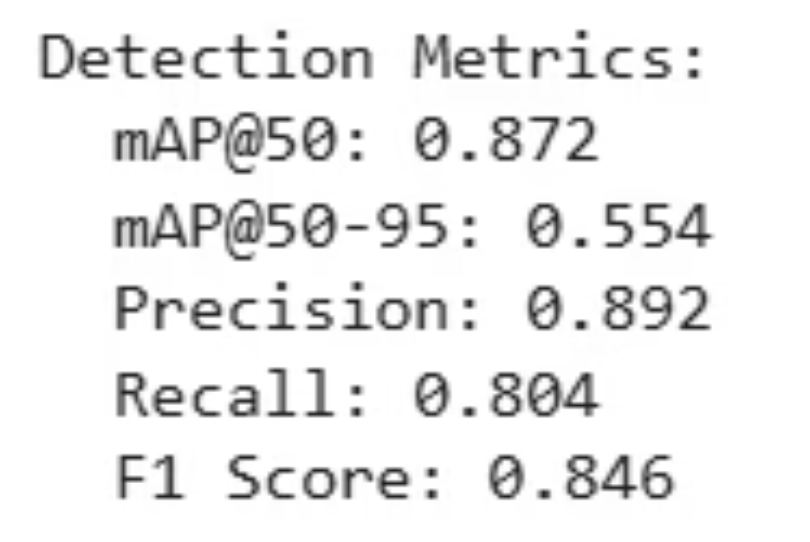 Detection Metrics:
mAP@50: 0.872
mAP@50-95: 0.554
Precision: 0.892
Recall: 0.804
F1 Score: 0.846